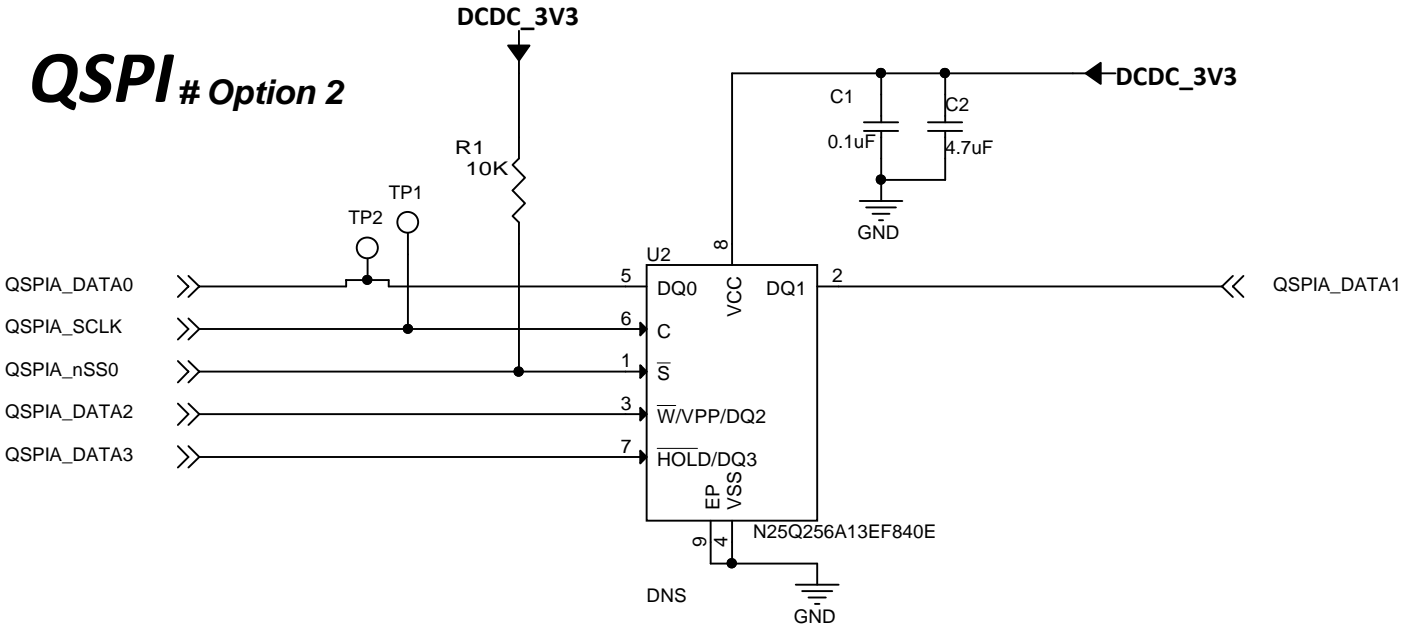 DCDC_3V3
QSPI # Option 2
DCDC_3V3
C1
C2
0.1uF
4.7uF
R1
10K
TP1
TP2
GND
8
U2
QSPIA_DATA0
5
DQ0
VCC
DQ1
2
QSPIA_DATA1
QSPIA_SCLK
6
C
QSPIA_nSS0
1
S
QSPIA_DATA2
3
W/VPP/DQ2
QSPIA_DATA3
7
HOLD/DQ3
EP
VSS
N25Q256A13EF840E
9
4
DNS
GND